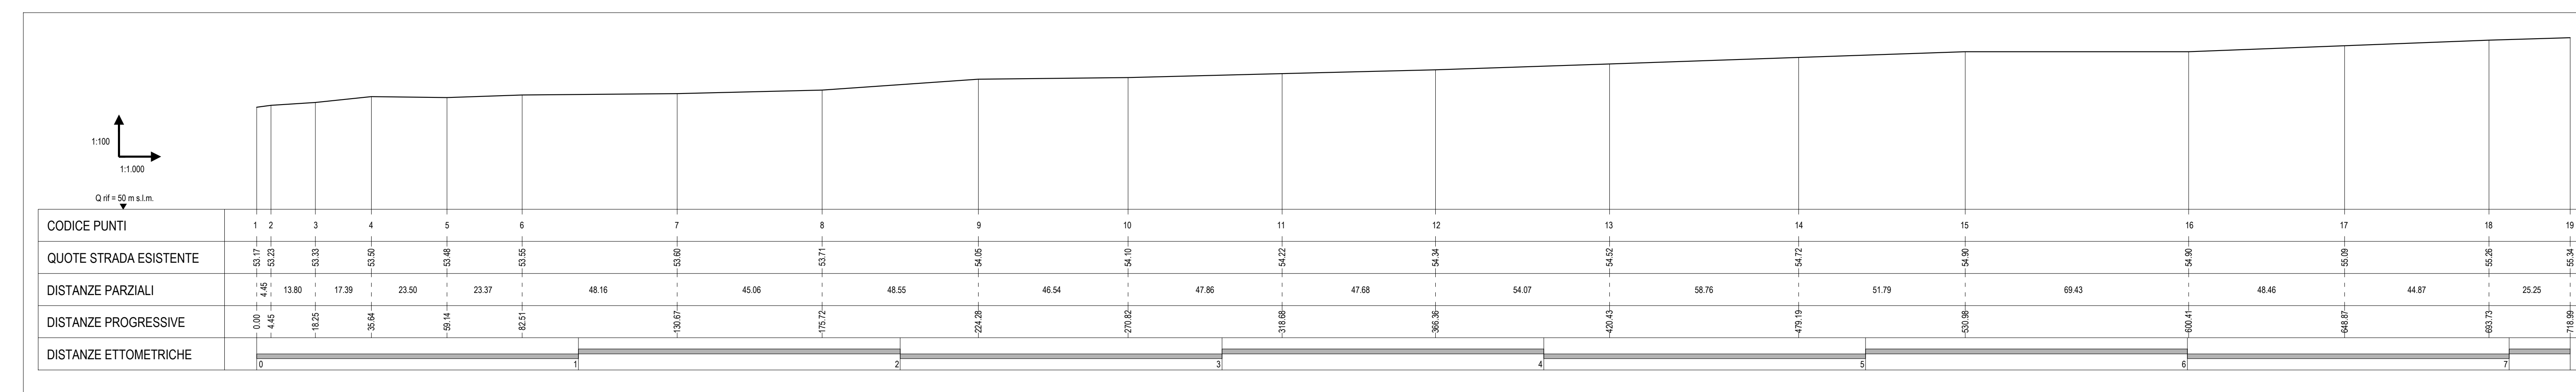 1:100
1:1.000
Q rif = 50 m s.l.m.
CODICE PUNTI 1 2 3 4 5 6 7 8 9 10 11 12 13 14 15 16 17 18 19
QUOTE STRADA ESISTENTE 53.17 53.23 53.33 53.50 53.48 53.55 53.60 53.71 54.05 54.10 54.22 54.34 54.52 54.72 54.90 54.90 55.09 55.26 55.34
DISTANZE PARZIALI 4.45 13.80 17.39 23.50 23.37 48.16 45.06 48.55 46.54 47.86 47.68 54.07 58.76 51.79 69.43 48.46 44.87 25.25
DISTANZE PROGRESSIVE 0.00 4.45 18.25 35.64 59.14 82.51 130.67 175.72 224.28 270.82 318.68 366.36 420.43 479.19 530.98 600.41 648.87 693.73 718.99
DISTANZE ETTOMETRICHE 0 1 2 3 4 5 6 7